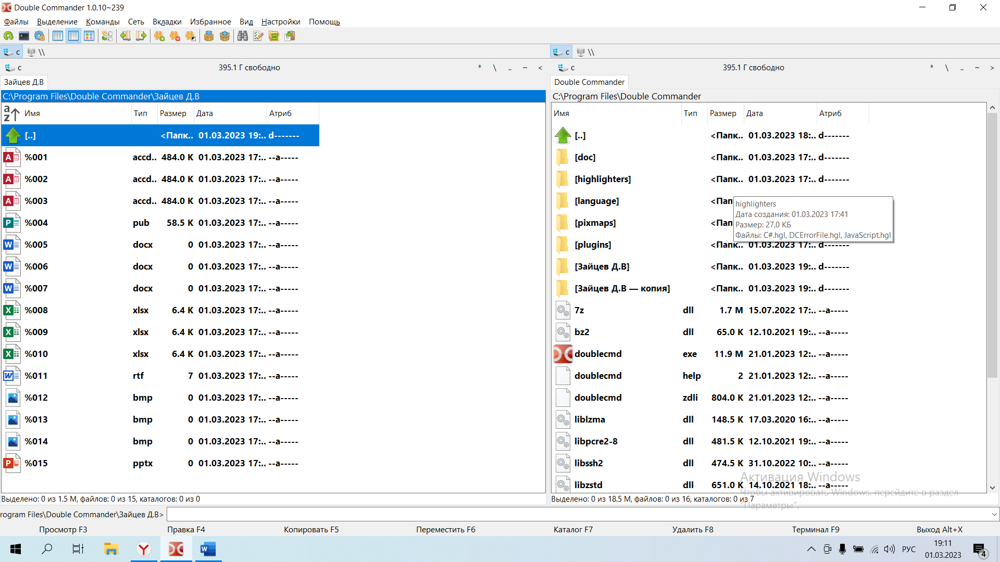 Double Commander 1.0.10~239
Файлы Выделение Команды Сеть Вкладки Избранное Вид Настройки Помощь
c \\ c \\
c 395.1 Г свободно * \ .. ~ < c 395.1 Г свободно * \ .. ~ >
Зайцев Д.В
C:\Program Files\Double Commander\Зайцев Д.В
Имя Тип Размер Дата Атриб
[..] <Папк.. 01.03.2023 19:.. d-------
%001 accd.. 484.0 K 01.03.2023 17:.. --a-----
%002 accd.. 484.0 K 01.03.2023 17:.. --a-----
%003 accd.. 484.0 K 01.03.2023 17:.. --a-----
%004 pub 58.5 K 01.03.2023 17:.. --a-----
%005 docx 0 01.03.2023 17:.. --a-----
%006 docx 0 01.03.2023 17:.. --a-----
%007 docx 0 01.03.2023 17:.. --a-----
%008 xlsx 6.4 K 01.03.2023 17:.. --a-----
%009 xlsx 6.4 K 01.03.2023 17:.. --a-----
%010 xlsx 6.4 K 01.03.2023 17:.. --a-----
%011 rtf 7 01.03.2023 17:.. --a-----
%012 bmp 0 01.03.2023 17:.. --a-----
%013 bmp 0 01.03.2023 17:.. --a-----
%014 bmp 0 01.03.2023 17:.. --a-----
%015 pptx 0 01.03.2023 17:.. --a-----
Выделено: 0 из 1.5 M, файлов: 0 из 15, каталогов: 0 из 0
Double Commander
C:\Program Files\Double Commander
Имя Тип Размер Дата Атриб
[..] <Папк.. 01.03.2023 18:.. d-------
[doc] <Папк.. 01.03.2023 17:.. d-------
[highlighters] <Папк.. 01.03.2023 17:.. d-------
[language] <Пап
[pixmaps] <Пап
[plugins] <Папк.. 01.03.2023 17:.. d-------
[Зайцев Д.В] <Папк.. 01.03.2023 19:.. d-------
[Зайцев Д.В — копия] <Папк.. 01.03.2023 19:.. d-------
7z dll 1.7 M 15.07.2022 17:.. --a-----
bz2 dll 65.0 K 12.10.2021 19:.. --a-----
doublecmd exe 11.9 M 21.01.2023 12:.. --a-----
doublecmd help 2 21.01.2023 12:.. --a-----
doublecmd zdli 804.0 K 21.01.2023 12:.. --a-----
liblzma dll 148.5 K 17.03.2020 16:.. --a-----
libpcre2-8 dll 481.5 K 12.10.2021 19:.. --a-----
libssh2 dll 474.5 K 31.10.2022 10:.. --a-----
libzstd dll 651.0 K 14.10.2021 18:.. --a-----
Выделено: 0 из 18.5 M, файлов: 0 из 16, каталогов: 0 из 7
highlighters
Дата создания: 01.03.2023 17:41
Размер: 27,0 КБ
Файлы: C#.hgl, DCErrorFile.hgl, JavaScript.hgl
Активация Windows
Чтобы активировать Windows, перейдите в раздел
"Параметры".
rogram Files\Double Commander\Зайцев Д.В>
Просмотр F3 Правка F4 Копировать F5 Переместить F6 Каталог F7 Удалить F8 Терминал F9 Выход Alt+X
РУС
19:11
01.03.2023
4